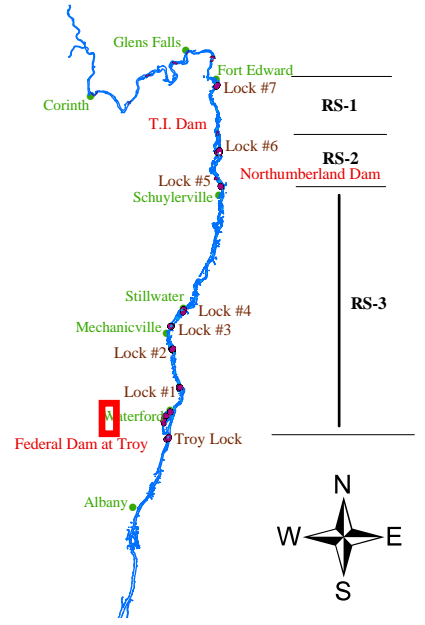 Glens Falls
Fort Edward
Corinth
Lock #7
RS-1
T.I. Dam
Lock #6
RS-2
Northumberland Dam
Lock #5
Schuylerville
Stillwater
RS-3
Lock #4
Mechanicville
Lock #3
Lock #2
Lock #1
Waterford
Federal Dam at Troy
Troy Lock
Albany
N
W
E
S